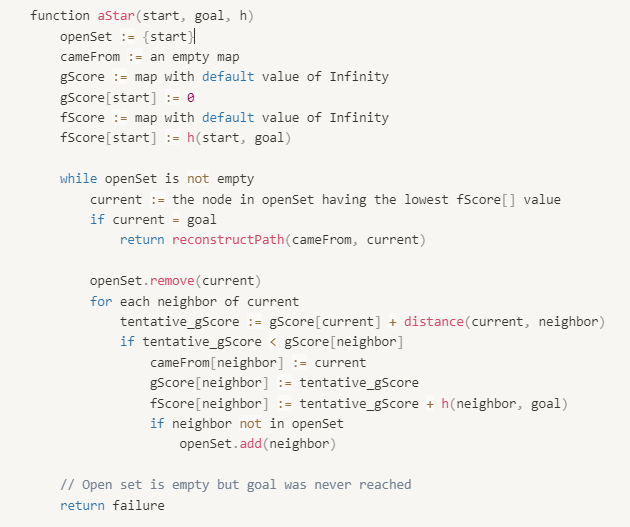 function aStar(start, goal, h)
    openSet := {start}
    cameFrom := an empty map
    gScore := map with default value of Infinity
    gScore[start] := 0
    fScore := map with default value of Infinity
    fScore[start] := h(start, goal)

    while openSet is not empty
        current := the node in openSet having the lowest fScore[] value
        if current = goal
            return reconstructPath(cameFrom, current)

        openSet.remove(current)
        for each neighbor of current
            tentative_gScore := gScore[current] + distance(current, neighbor)
            if tentative_gScore < gScore[neighbor]
                cameFrom[neighbor] := current
                gScore[neighbor] := tentative_gScore
                fScore[neighbor] := tentative_gScore + h(neighbor, goal)
                if neighbor not in openSet
                    openSet.add(neighbor)

    // Open set is empty but goal was never reached
    return failure